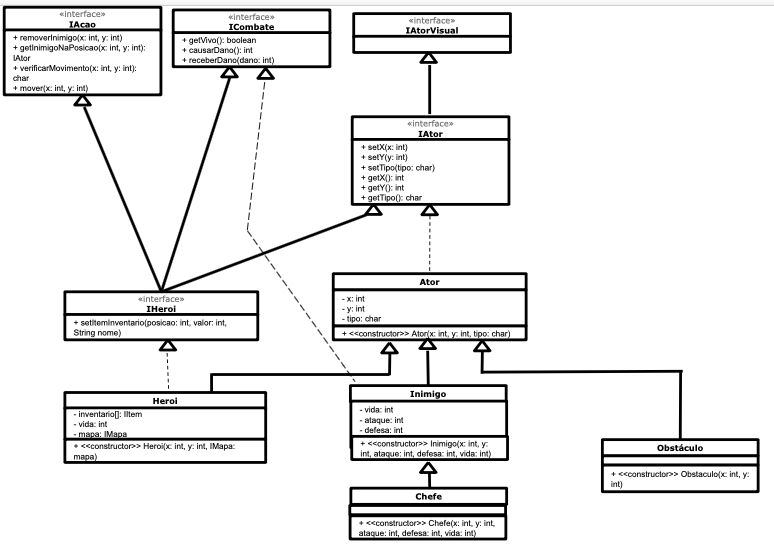 «interface»
IAcao
+ removerInimigo(x: int, y: int)
+ getInimigoNaPosicao(x: int, y: int):
IAtor
+ verificarMovimento(x: int, y: int):
char
+ mover(x: int, y: int)
«interface»
ICombate
+ getVivo(): boolean
+ causarDano(): int
+ receberDano(dano: int)
«interface»
IAtorVisual
«interface»
IAtor
+ setX(x: int)
+ setY(y: int)
+ setTipo(tipo: char)
+ getX(): int
+ getY(): int
+ getTipo(): char
«interface»
IHeroi
+ setItemInventario(posicao: int, valor: int,
String nome)
Ator
- x: int
- y: int
- tipo: char
+ <<constructor>> Ator(x: int, y: int, tipo: char)
Heroi
- inventario[]: IItem
- vida: int
- mapa: IMapa
+ <<constructor>> Heroi(x: int, y: int, IMapa:
mapa)
Inimigo
- vida: int
- ataque: int
- defesa: int
+ <<constructor>> Inimigo(x: int, y:
int, ataque: int, defesa: int, vida: int)
Obstáculo
+ <<constructor>> Obstaculo(x: int, y:
int)
Chefe
+ <<constructor>> Chefe(x: int, y: int,
ataque: int, defesa: int, vida: int)